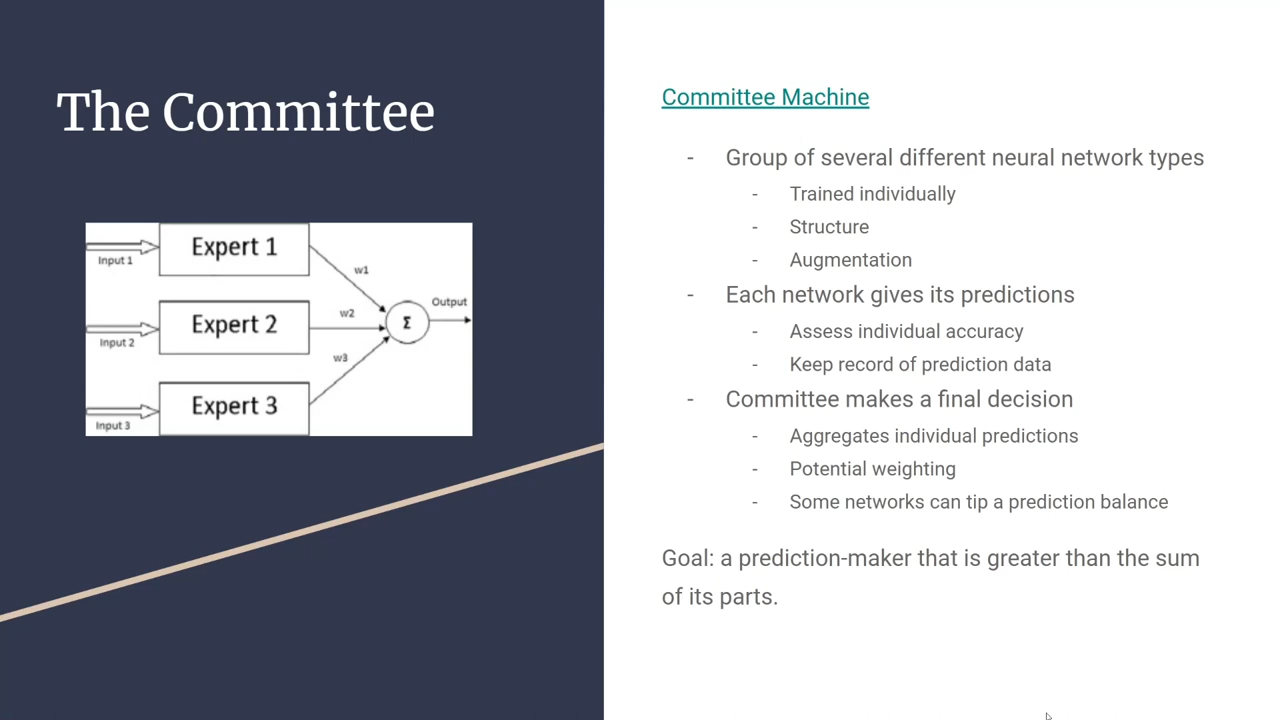 The Committee
Input 1
Expert 1
w1
Input 2
Expert 2
w2
Σ
Output
Input 3
Expert 3
w3
Committee Machine
- Group of several different neural network types
- Trained individually
- Structure
- Augmentation
- Each network gives its predictions
- Assess individual accuracy
- Keep record of prediction data
- Committee makes a final decision
- Aggregates individual predictions
- Potential weighting
- Some networks can tip a prediction balance
Goal: a prediction-maker that is greater than the sum
of its parts.